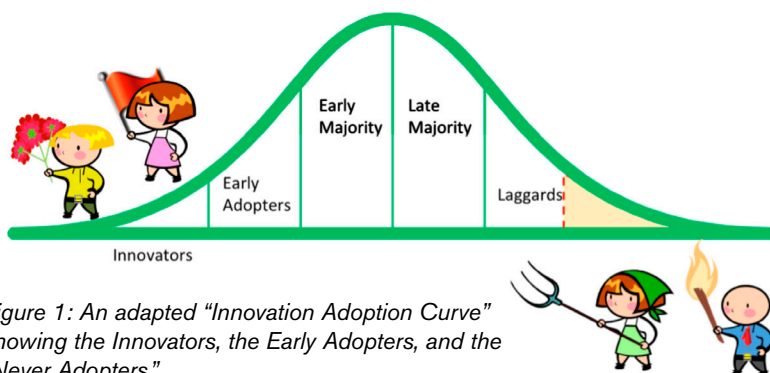 Early
Majority
Late
Majority
Early
Adopters
Laggards
Innovators
igure 1: An adapted “Innovation Adoption Curve”
howing the Innovators, the Early Adopters, and the
Never Adopters.”